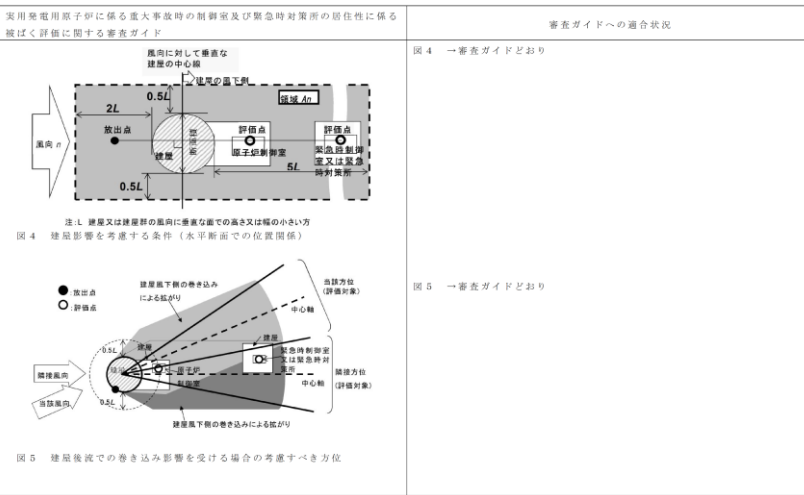 実用発電用原子炉に係る重大事故時の制御室及び緊急時対策所の居住性に係る
被ばく評価に関する審査ガイド
審査ガイドへの適合状況
風向に対して垂直な
建屋の中心線
建屋の風下側
0.5L
領域 An
2L
放出点
評価点
評価点
風向 n
建屋
断面幅
原子炉制御室
緊急時制御
室又は緊急
時対策所
5L
0.5L
注:L 建屋又は建屋群の風向に垂直な面での高さ又は幅の小さい方
図4 建屋影響を考慮する条件(水平断面での位置関係)
図4 →審査ガイドどおり
:放出点
:評価点
建屋風下側の巻き込み
による拡がり
当該方位
(評価対象)
中心軸
建屋
0.5L
建屋
緊急時制御室
又は緊急時対
策所
原子炉
制御室
隣接方位
(評価対象)
中心軸
隣接風向
当該風向
0.5L
建屋風下側の巻き込みによる拡がり
図5 建屋後流での巻き込み影響を受ける場合の考慮すべき方位
図5 →審査ガイドどおり